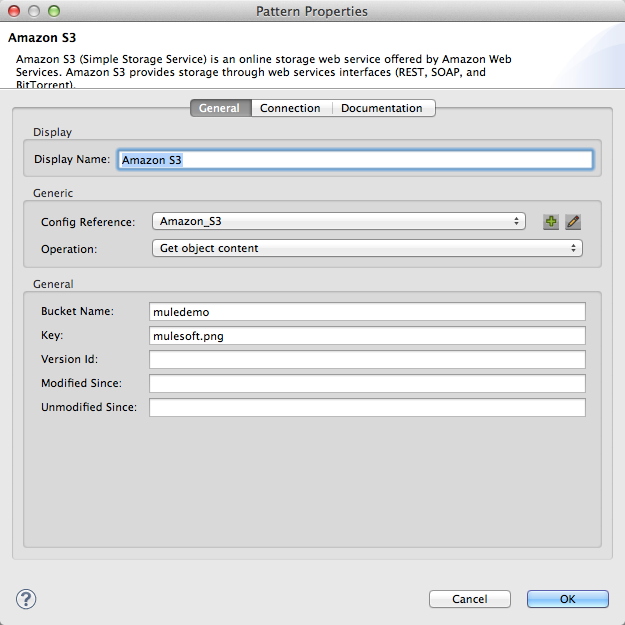 Pattern Properties
Amazon S3
Amazon S3 (Simple Storage Service) is an online storage web service offered by Amazon Web
Services. Amazon S3 provides storage through web services interfaces (REST, SOAP, and
BitTorrent).
General Connection Documentation
Display
Display Name: Amazon S3
Generic
Config Reference: Amazon_S3
Operation: Get object content
General
Bucket Name: muledemo
Key: mulesoft.png
Version Id:
Modified Since:
Unmodified Since:
? Cancel OK